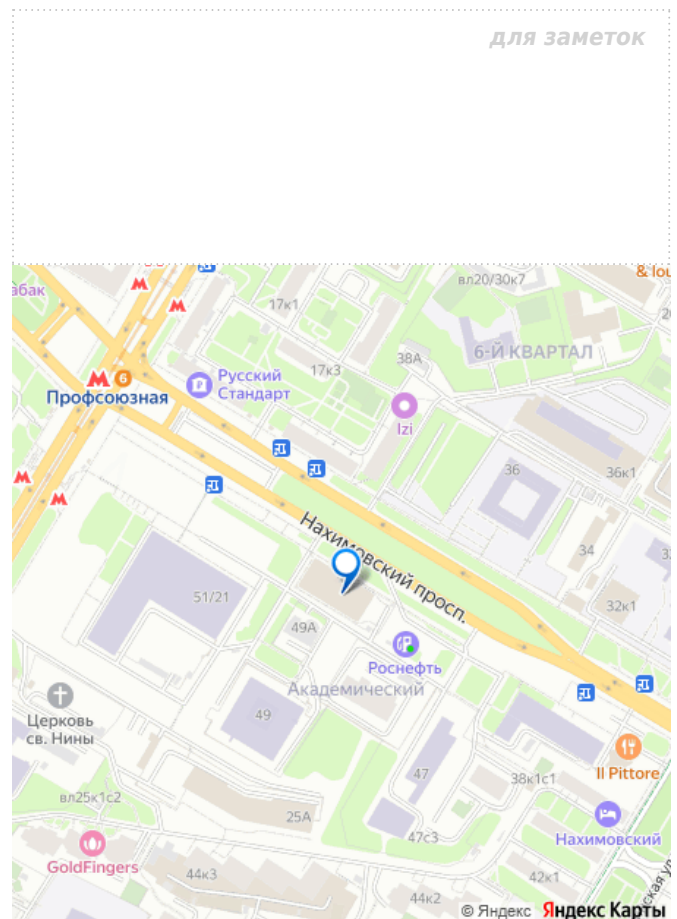 для заметок
& lou
вл20/30к7
абак
17к1
6-Й КВАРТАЛ
38А
17к3
Русский
Стандарт
6
Профсоюзная
Izi
36
36к1
Нахимовский просп.
34
32к1
51/21
49А
Роснефть
Академический
49
Церковь
св. Нины
Il Pittore
47
38к1с1
вл25к1с2
25А
47с3
Нахимовский
GoldFingers
44к3
42к1
44к2
© Яндекс Яндекс Карты